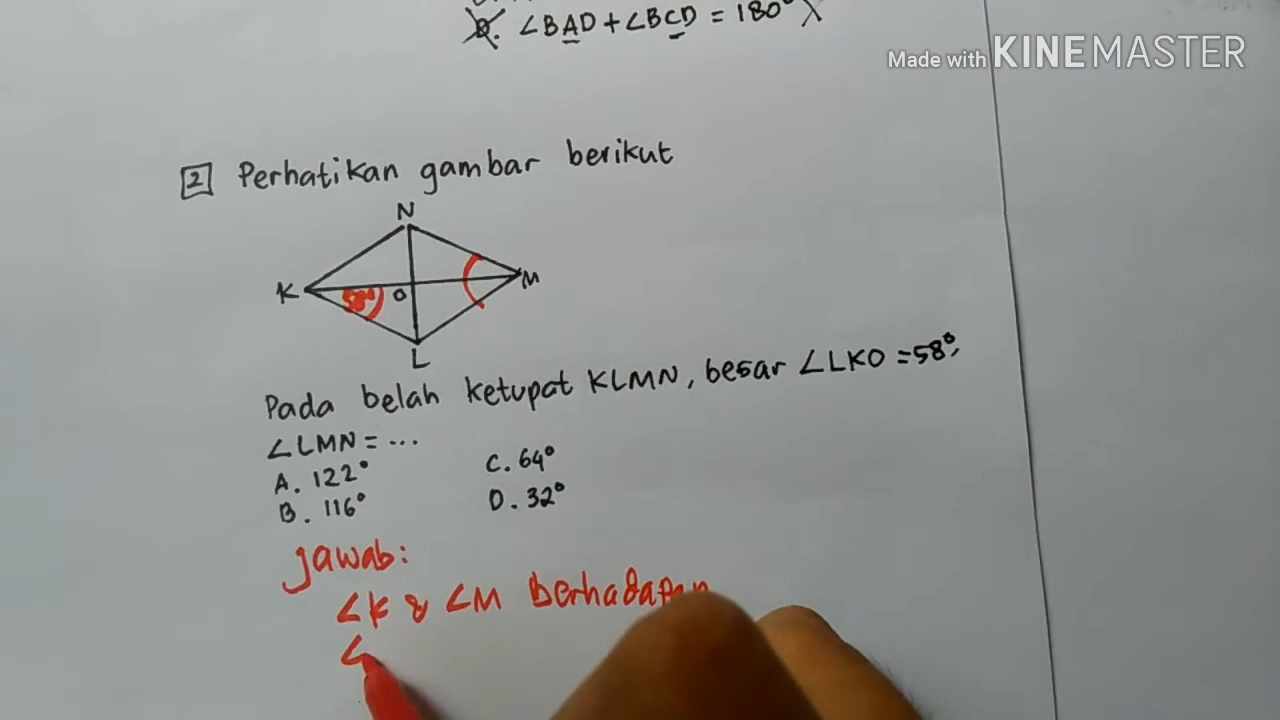 D. ∠BAD + ∠BCD = 180° X
Made with KINEMASTER
2 Perhatikan gambar berikut
N
K 58° O M
L
Pada belah ketupat KLMN, besar ∠LKO = 58°,
∠LMN = ...
A. 122° C. 64°
B. 116° D. 32°
Jawab:
∠K & ∠M Berhadapan
∠